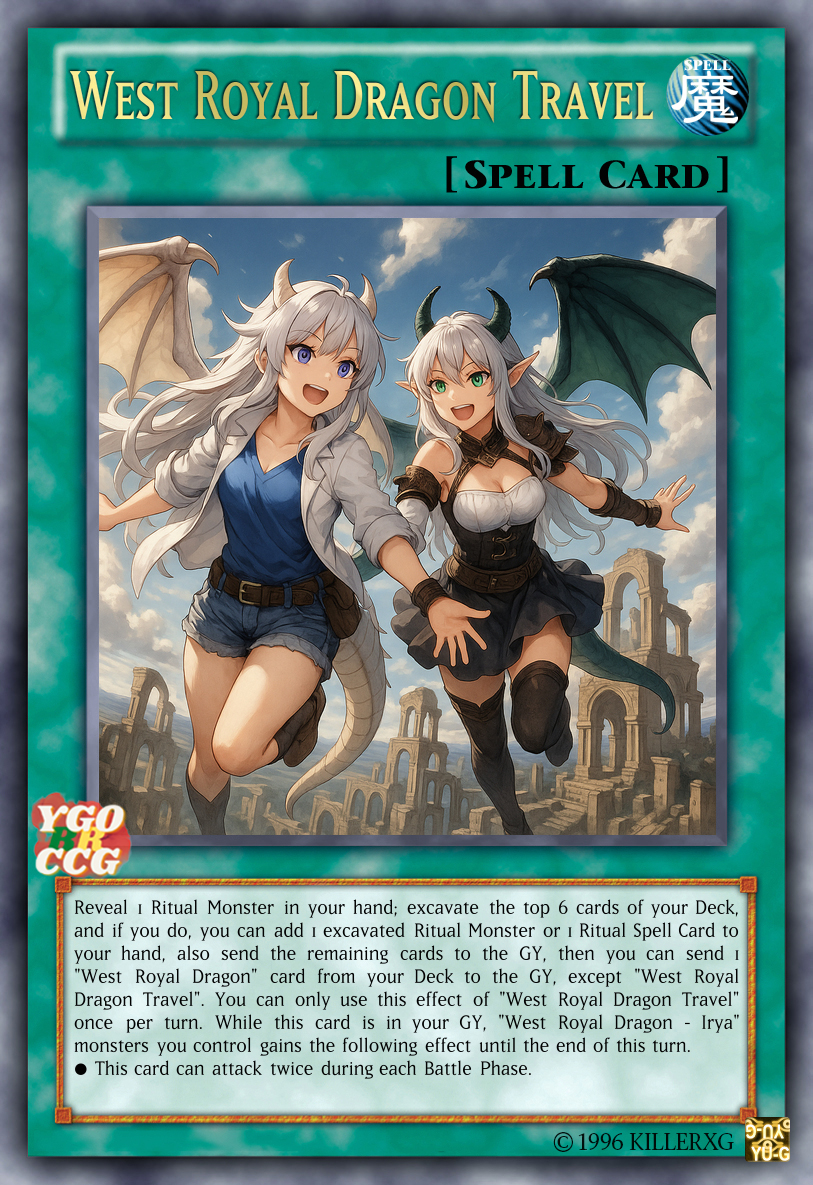 WEST ROYAL DRAGON TRAVEL
SPELL
魔
[SPELL CARD]
YGO
RR
CCG
Reveal 1 Ritual Monster in your hand; excavate the top 6 cards of your Deck,
and if you do, you can add 1 excavated Ritual Monster or 1 Ritual Spell Card to
your hand, also send the remaining cards to the GY, then you can send 1
"West Royal Dragon" card from your Deck to the GY, except "West Royal
Dragon Travel". You can only use this effect of "West Royal Dragon Travel"
once per turn. While this card is in your GY, "West Royal Dragon - Irya"
monsters you control gains the following effect until the end of this turn.
● This card can attack twice during each Battle Phase.
© 1996 KILLERXG